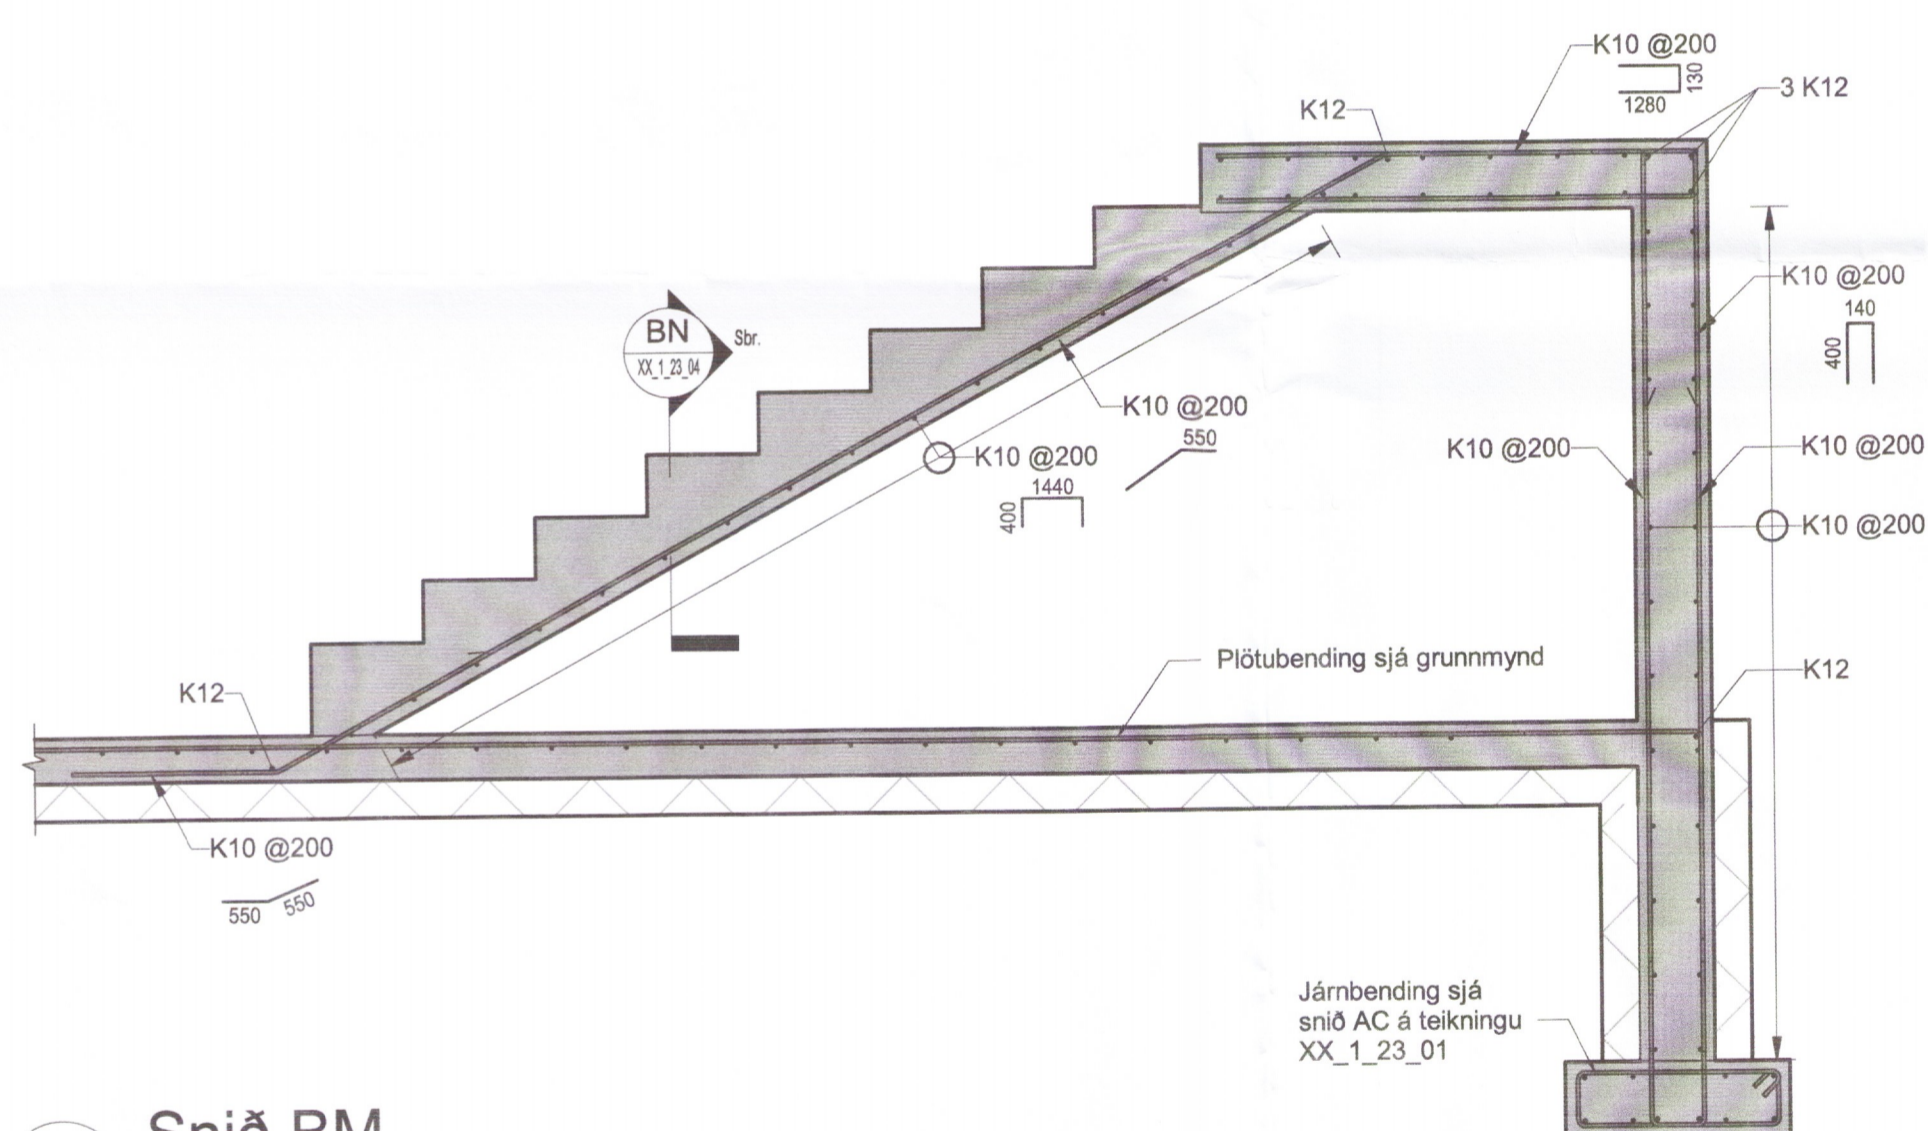 K10 @200
130
1280
3 K12
K12
K10 @200
140
400
BN
XX_1_23_04
Sbr.
K10 @200
550
K10 @200
1440
400
K10 @200
K10 @200
K10 @200
Plötubending sjá grunnmynd
K12
K12
K10 @200
550
550
Járnbending sjá
snið AC á teikningu
XX_1_23_01
Snið BM